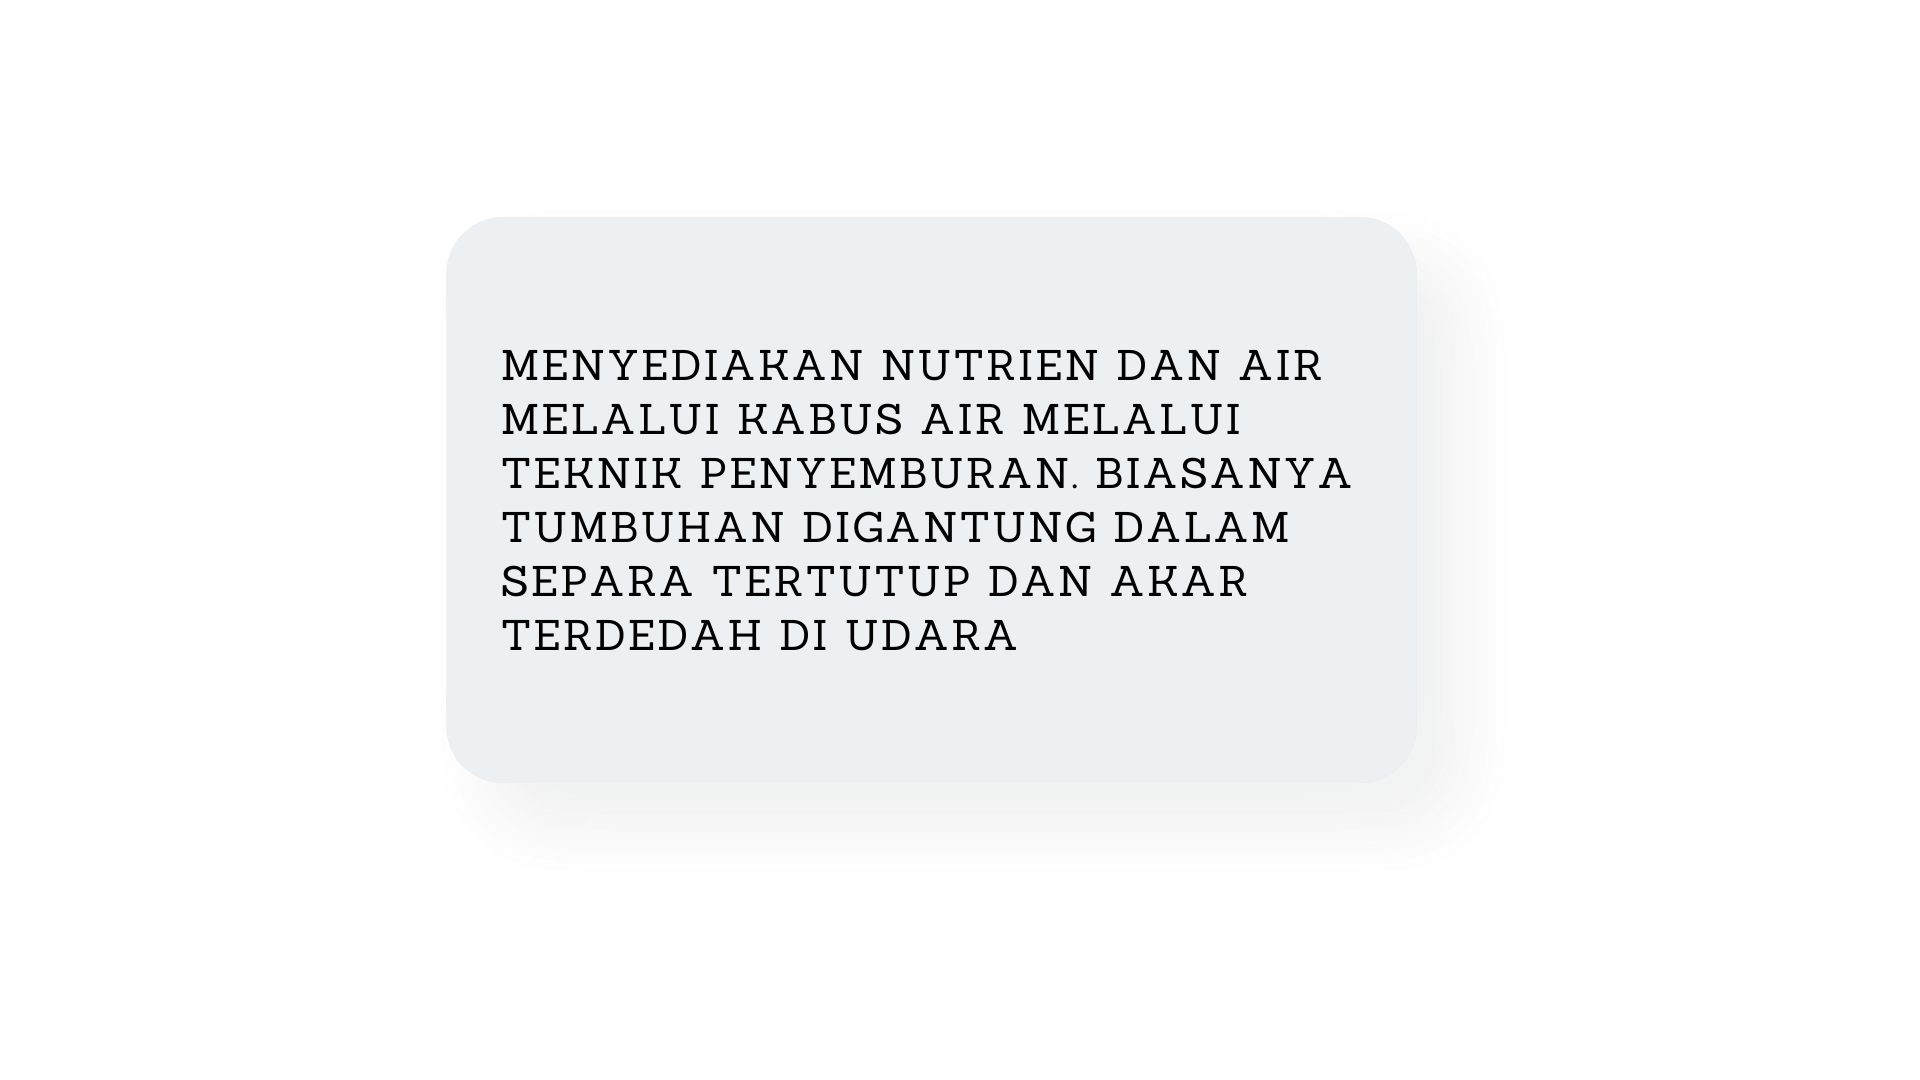 MENYEDIAKAN NUTRIEN DAN AIR
MELALUI KABUS AIR MELALUI
TEKNIK PENYEMBURAN. BIASANYA
TUMBUHAN DIGANTUNG DALAM
SEPARA TERTUTUP DAN AKAR
TERDEDAH DI UDARA